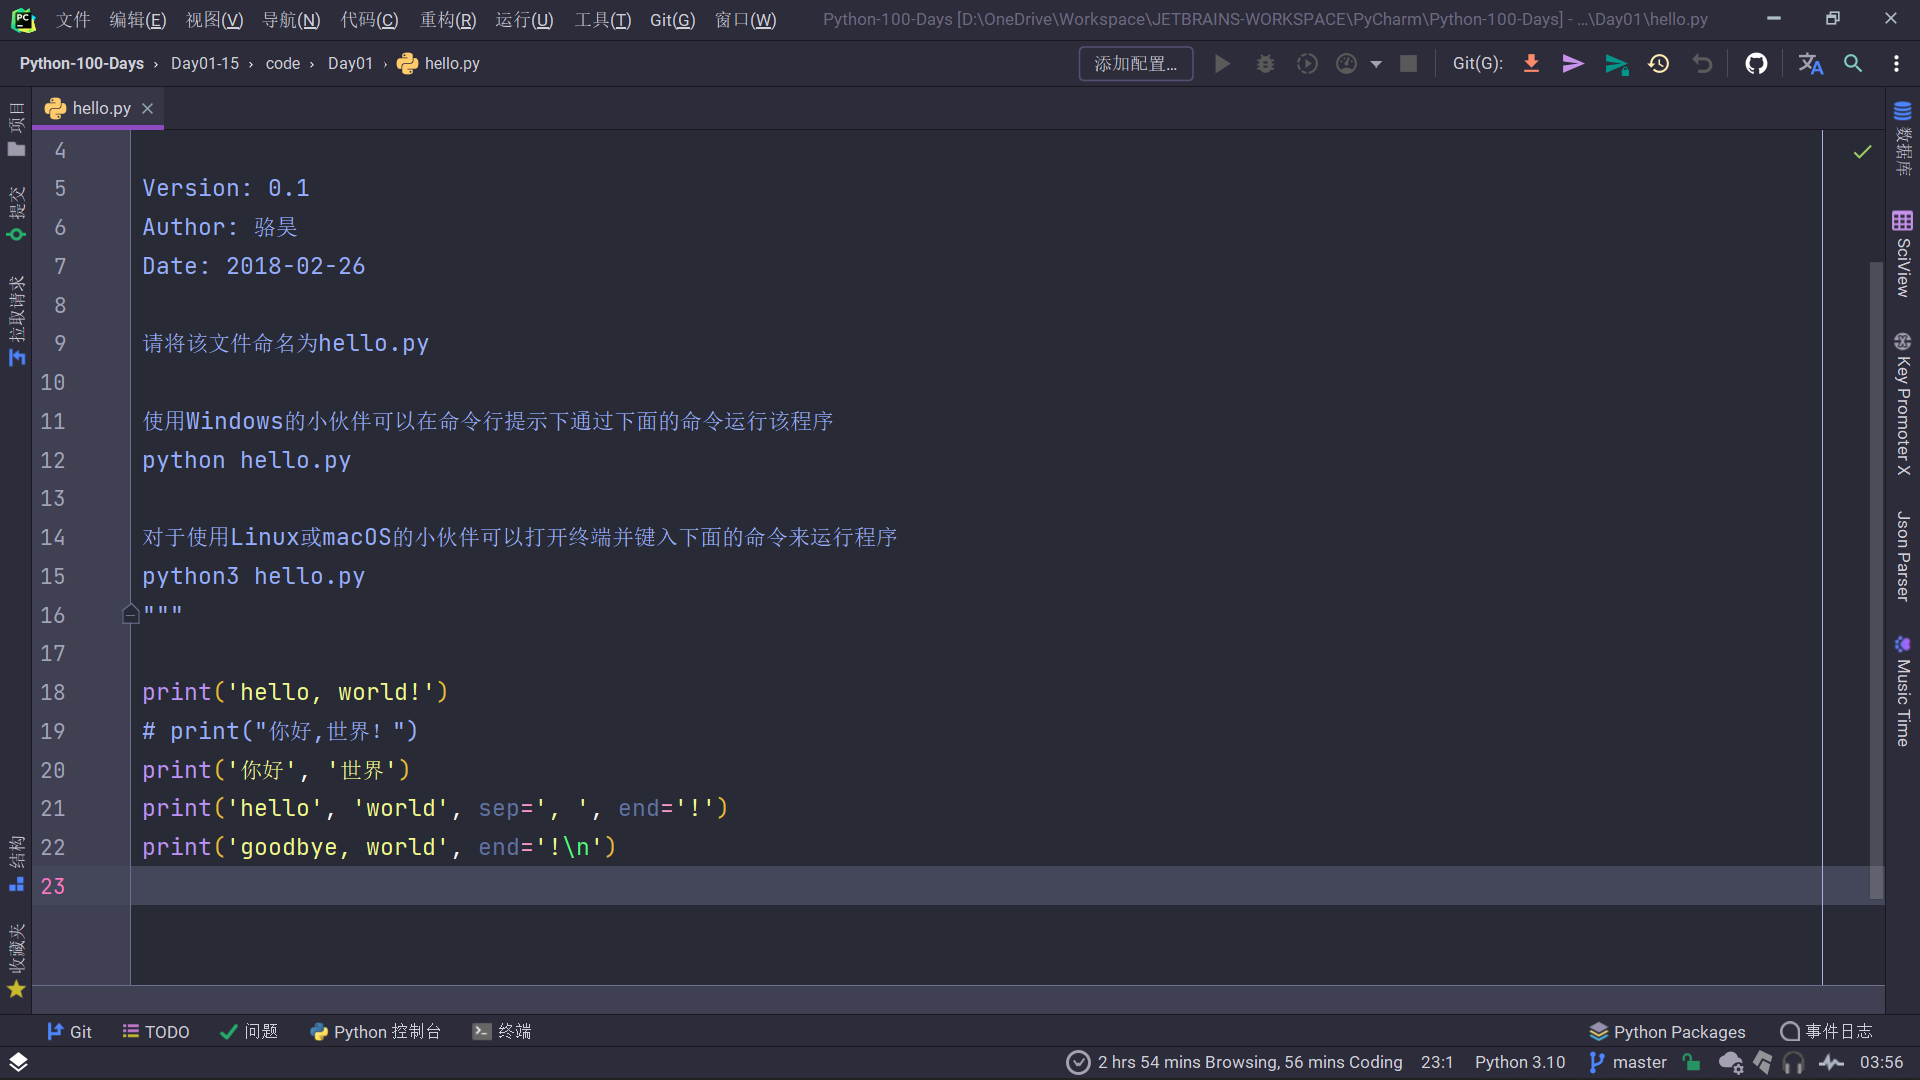 文件 编辑(E) 视图(V) 导航(N) 代码(C) 重构(R) 运行(U) 工具(T) Git(G) 窗口(W) Python-100-Days [D:\OneDrive\Workspace\JETBRAINS-WORKSPACE\PyCharm\Python-100-Days] - ...\Day01\hello.py
Python-100-Days › Day01-15 › code › Day01 › hello.py 添加配置... Git(G):
hello.py
项目
提交
拉取请求
结构
收藏夹
4
5 Version: 0.1
6 Author: 骆昊
7 Date: 2018-02-26
8
9 请将该文件命名为hello.py
10
11 使用Windows的小伙伴可以在命令行提示下通过下面的命令运行该程序
12 python hello.py
13
14 对于使用Linux或macOS的小伙伴可以打开终端并键入下面的命令来运行程序
15 python3 hello.py
16 """
17
18 print('hello, world!')
19 # print("你好,世界！")
20 print('你好', '世界')
21 print('hello', 'world', sep=', ', end='!')
22 print('goodbye, world', end='!\n')
23
数据库
SciView
Key Promoter X
Json Parser
Music Time
Git TODO 问题 Python 控制台 终端 Python Packages 事件日志
2 hrs 54 mins Browsing, 56 mins Coding 23:1 Python 3.10 master 03:56